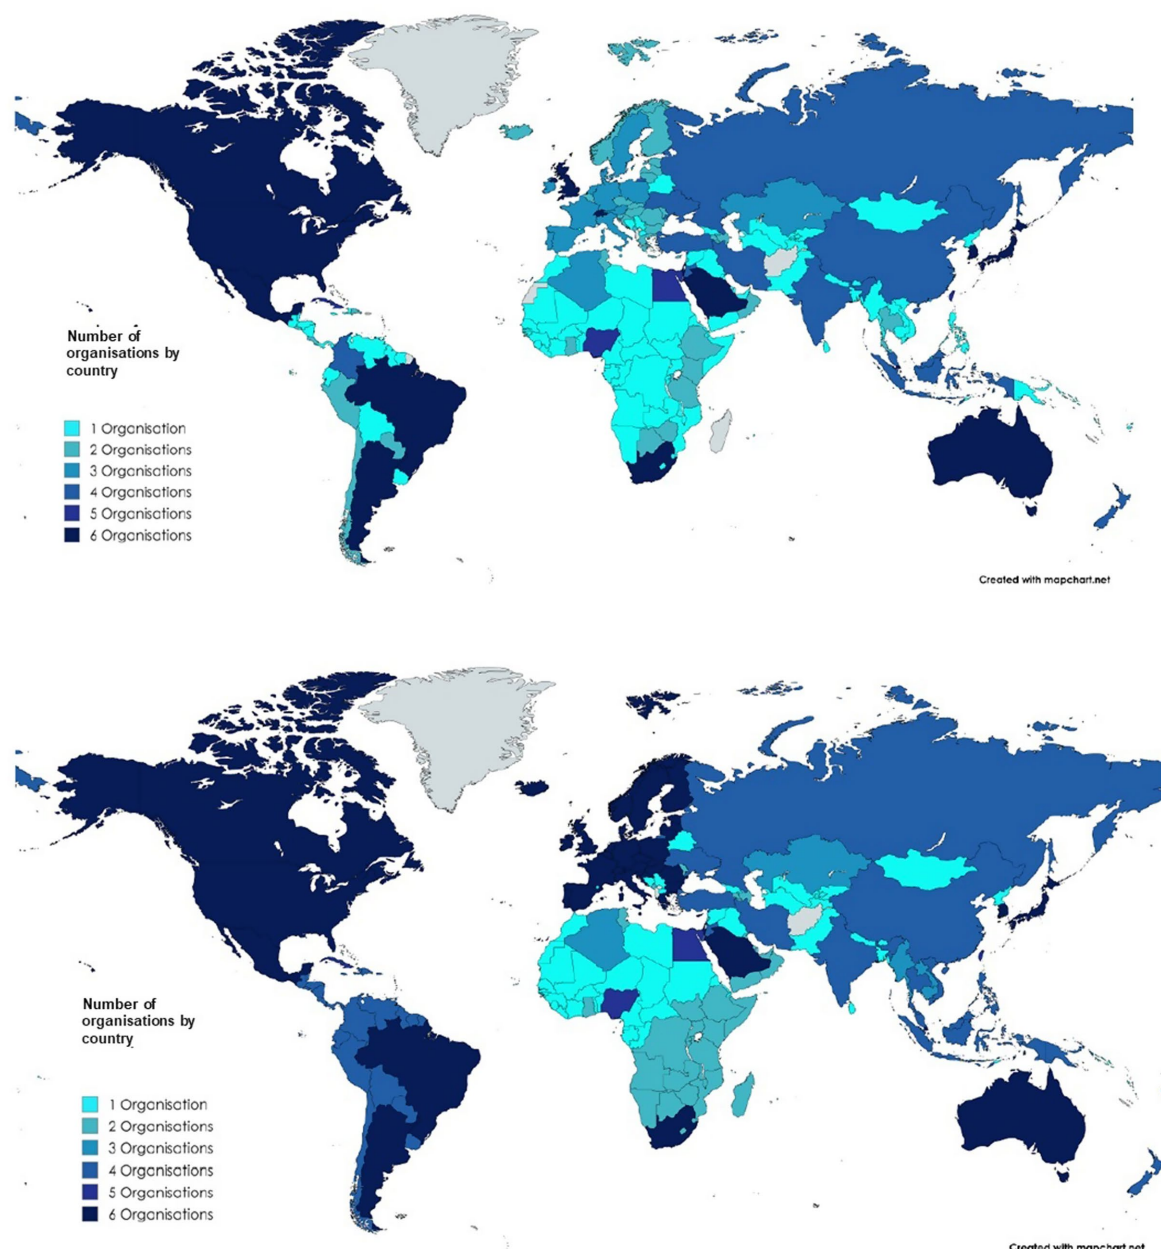 Number of
organisations by
country
1 Organisation
2 Organisations
3 Organisations
4 Organisations
5 Organisations
6 Organisations
Created with mapchart.net
Number of
organisations by
country
1 Organisation
2 Organisations
3 Organisations
4 Organisations
5 Organisations
6 Organisations
Created with mapchart.net